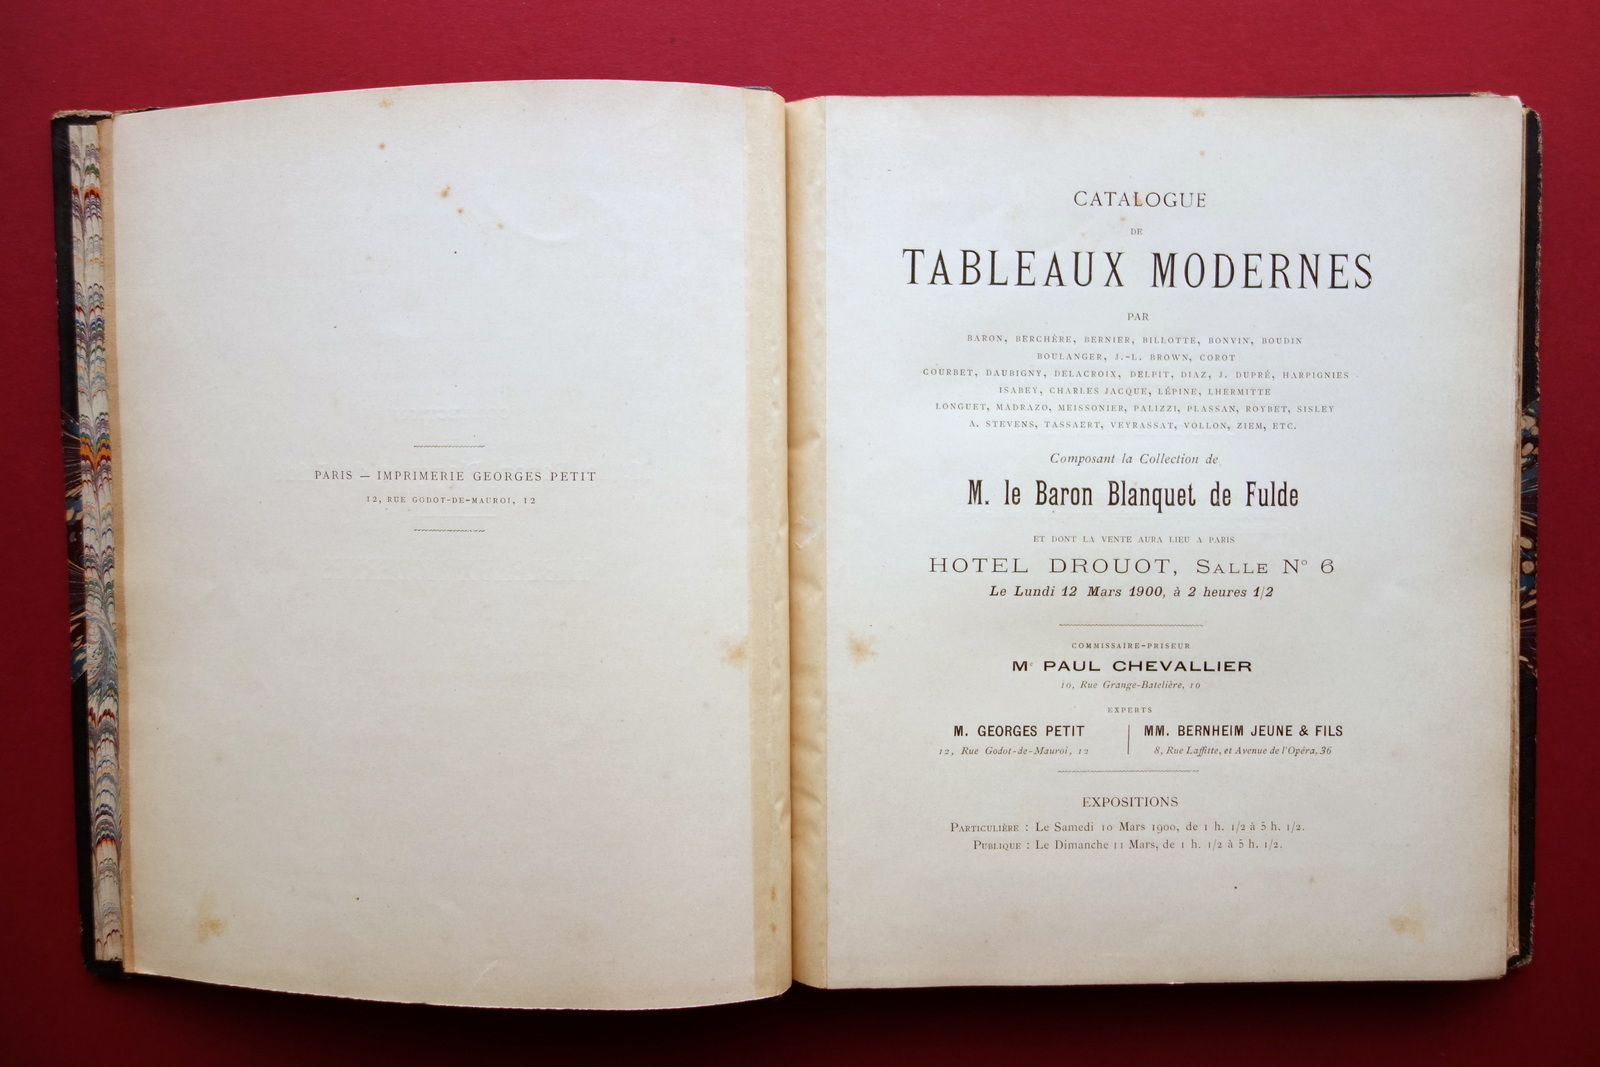 PARIS — IMPRIMERIE GEORGES PETIT
12, RUE GODOT-DE-MAUROI, 12
CATALOGUE
DE
TABLEAUX MODERNES
PAR
BARON, BERCHÈRE, BERNIER, BILLOTTE, BONVIN, BOUDIN
BOULANGER, J.-L. BROWN, COROT
COURBET, DAUBIGNY, DELACROIX, DELPIT, DIAZ, J. DUPRÉ, HARPIGNIES
ISABEY, CHARLES JACQUE, LÉPINE, LHERMITTE
LONGUET, MADRAZO, MEISSONIER, PALIZZI, PLASSAN, ROYBET, SISLEY
A. STEVENS, TASSAERT, VEYRASSAT, VOLLON, ZIEM, ETC.
Composant la Collection de
M. le Baron Blanquet de Fulde
ET DONT LA VENTE AURA LIEU A PARIS
HOTEL DROUOT, SALLE N° 6
Le Lundi 12 Mars 1900, à 2 heures 1/2
COMMISSAIRE-PRISEUR
Me PAUL CHEVALLIER
10, Rue Grange-Batelière, 10
EXPERTS
M. GEORGES PETIT
12, Rue Godot-de-Mauroi, 12
MM. BERNHEIM JEUNE & FILS
8, Rue Laffitte, et Avenue de l'Opéra, 36
EXPOSITIONS
PARTICULIÈRE : Le Samedi 10 Mars 1900, de 1 h. 1/2 à 5 h. 1/2.
PUBLIQUE : Le Dimanche 11 Mars, de 1 h. 1/2 à 5 h. 1/2.